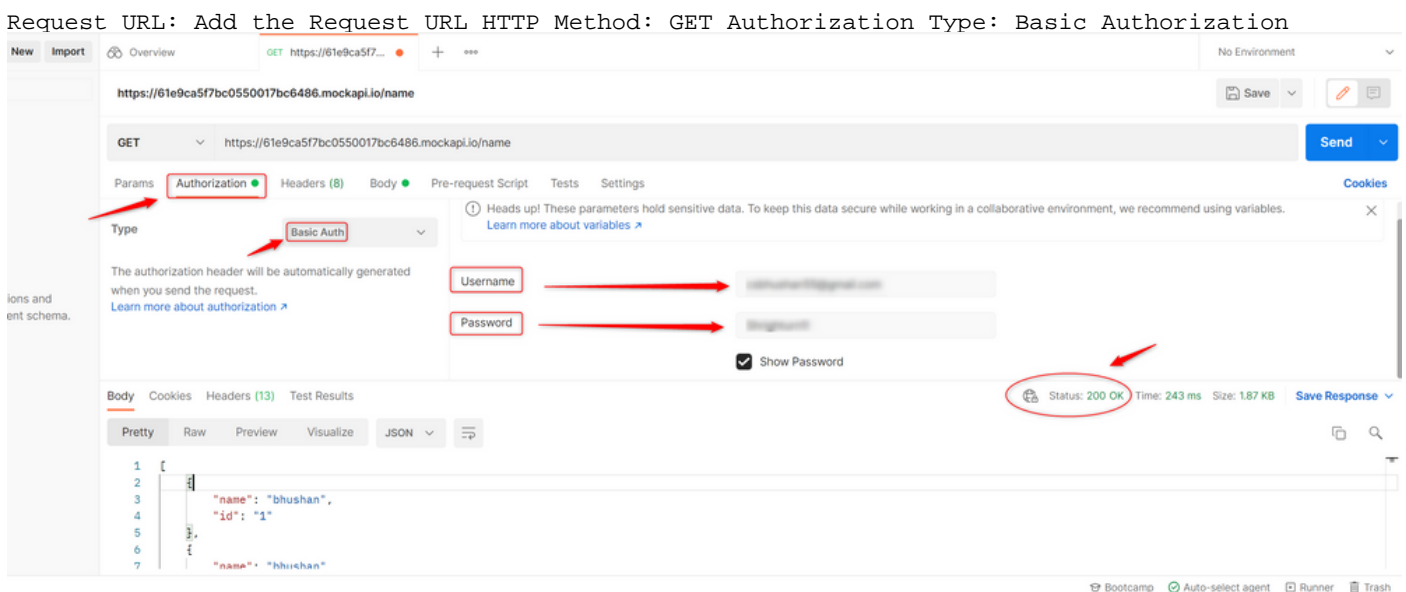 Request URL: Add the Request URL HTTP Method: GET Authorization Type: Basic Authorization
New Import Overview GET https://61e9ca5f7... + ooo No Environment
https://61e9ca5f7bc0550017bc6486.mockapi.io/name Save
GET https://61e9ca5f7bc0550017bc6486.mockapi.io/name Send
Params Authorization Headers (8) Body Pre-request Script Tests Settings Cookies
Heads up! These parameters hold sensitive data. To keep this data secure while working in a collaborative environment, we recommend using variables.
Learn more about variables ↗
Type Basic Auth
The authorization header will be automatically generated
when you send the request.
Learn more about authorization ↗
ions and
ent schema.
Username
Password
Show Password
Body Cookies Headers (13) Test Results Status: 200 OK Time: 243 ms Size: 1.87 KB Save Response
Pretty Raw Preview Visualize JSON
1 [
2 {
3 "name": "bhushan",
4 "id": "1"
5 },
6 {
7 "name": "bhushan"
Bootcamp Auto-select agent Runner Trash